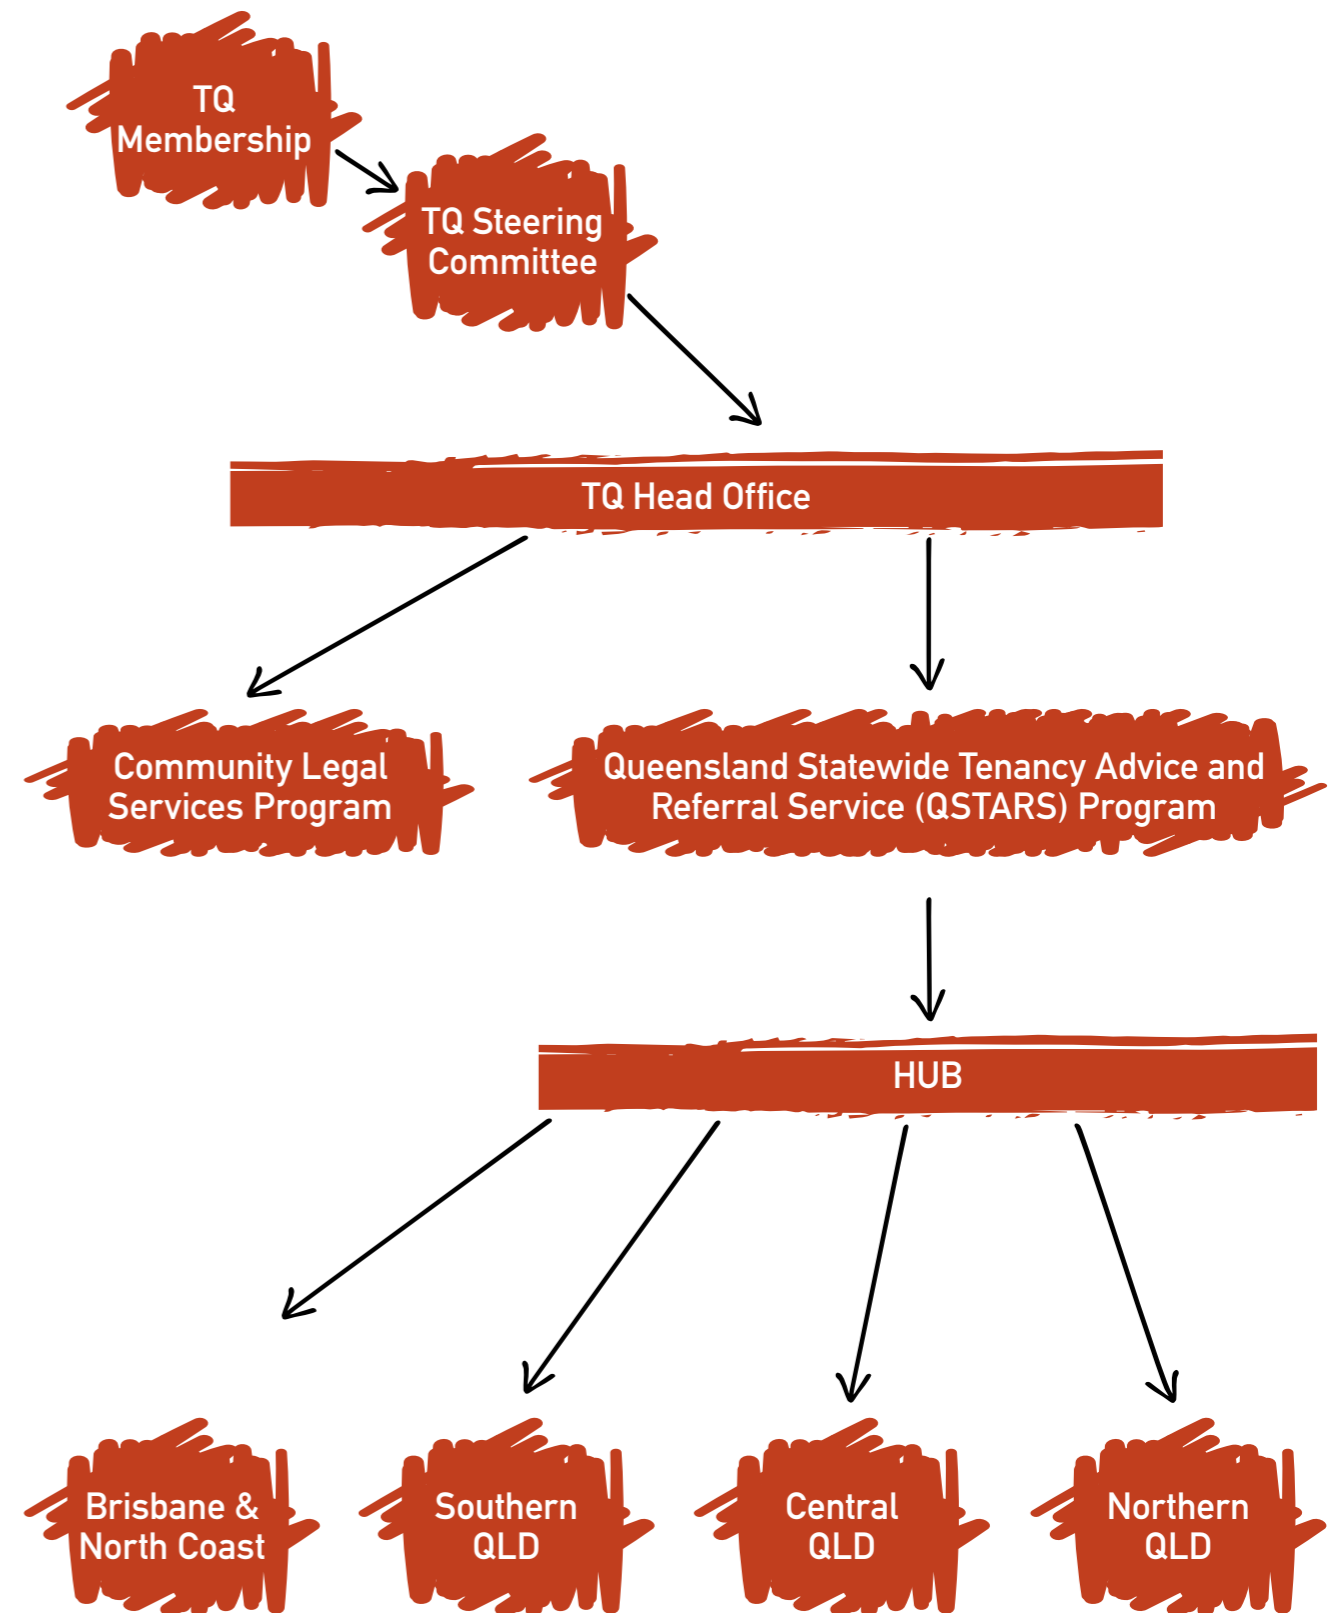 TQ
Membership
TQ Steering
Committee
TQ Head Office
Community Legal
Services Program
Queensland Statewide Tenancy Advice and
Referral Service (QSTARS) Program
HUB
Brisbane &
North Coast
Southern
QLD
Central
QLD
Northern
QLD